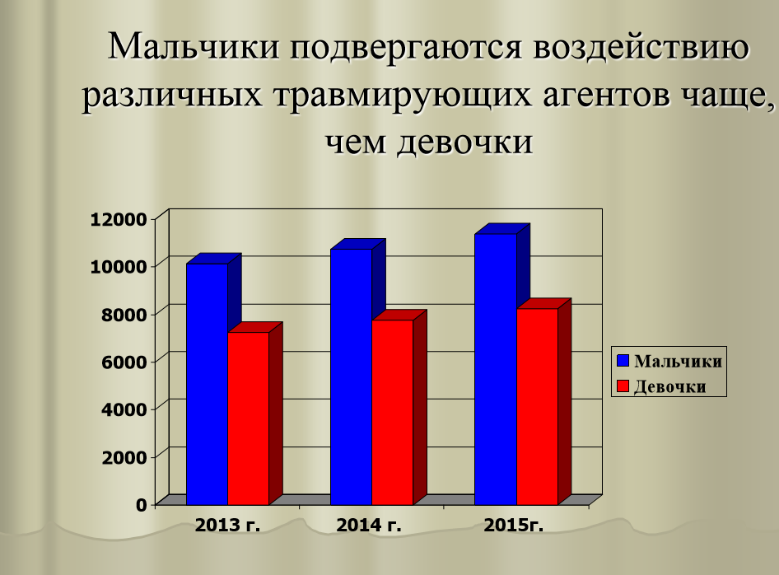 Мальчики подвергаются воздействию
различных травмирующих агентов чаще,
чем девочки
12000
10000
8000
6000
4000
2000
0
2013 г.
2014 г.
2015г.
Мальчики
Девочки